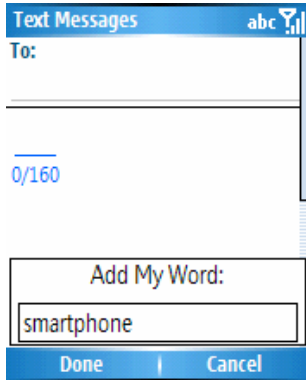 Text Messages abc
To:
0/160
Add My Word:
smartphone
Done Cancel